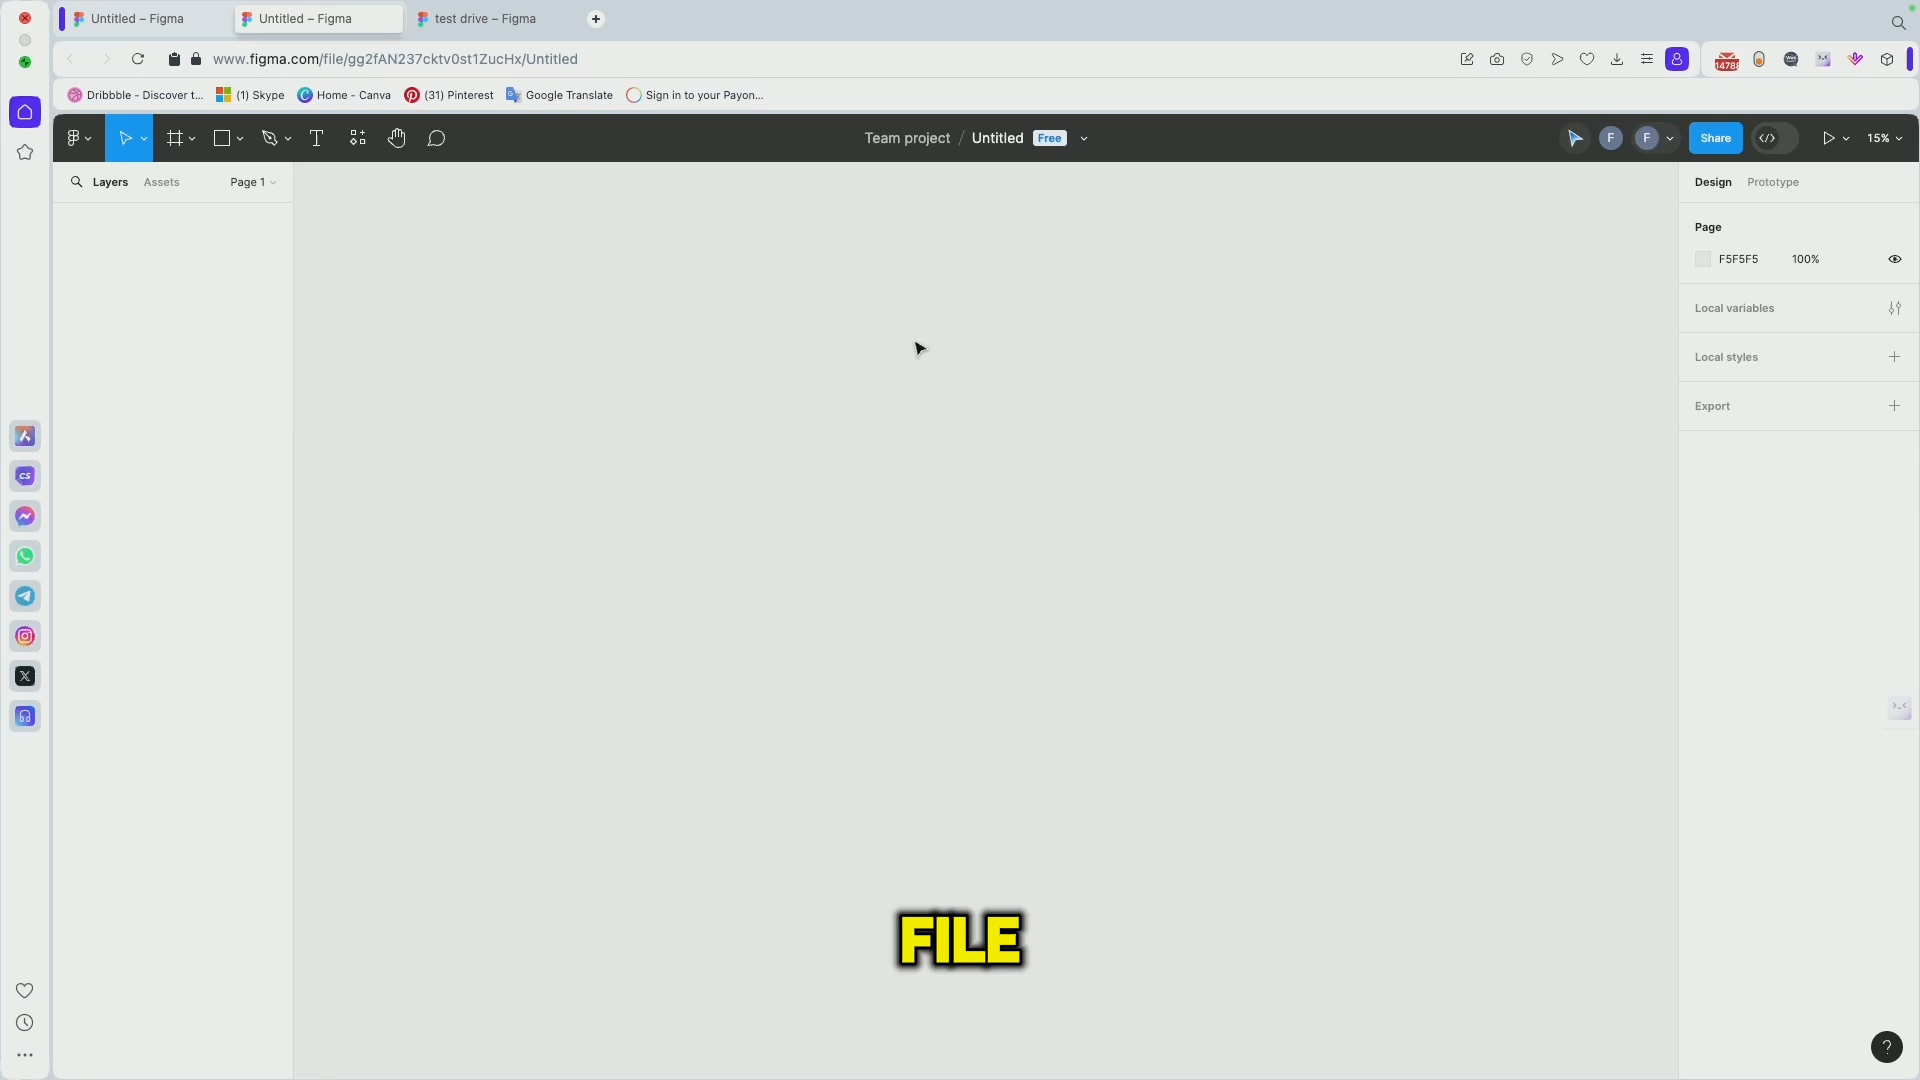 Untitled – Figma
Untitled – Figma
test drive – Figma
www.figma.com/file/gg2fAN237cktv0st1ZucHx/Untitled
Dribbble - Discover t...
(1) Skype
Home - Canva
(31) Pinterest
Google Translate
Sign in to your Payon...
Team project / Untitled Free
F
F
Share
15%
Layers
Assets
Page 1
Design
Prototype
Page
F5F5F5 100%
Local variables
Local styles
Export
CS
FILE
?